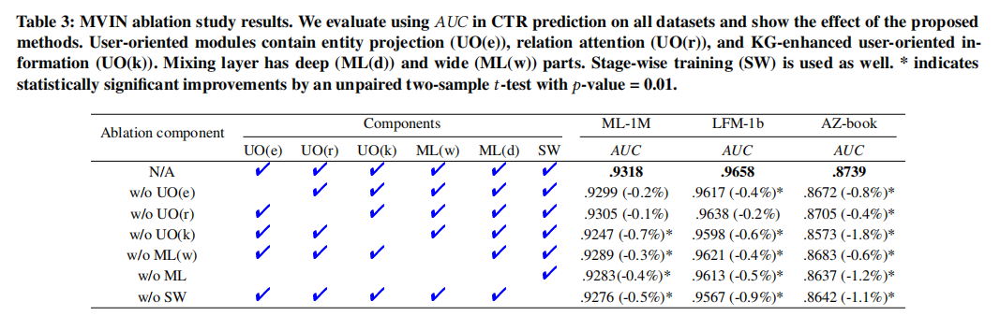 Table 3: MVIN ablation study results. We evaluate using AUC in CTR prediction on all datasets and show the effect of the proposed
methods. User-oriented modules contain entity projection (UO(e)), relation attention (UO(r)), and KG-enhanced user-oriented in-
formation (UO(k)). Mixing layer has deep (ML(d)) and wide (ML(w)) parts. Stage-wise training (SW) is used as well. * indicates
statistically significant improvements by an unpaired two-sample t-test with p-value = 0.01.
Ablation component Components ML-1M LFM-1b AZ-book
UO(e) UO(r) UO(k) ML(w) ML(d) SW AUC AUC AUC
N/A ✔ ✔ ✔ ✔ ✔ ✔ .9318 .9658 .8739
w/o UO(e) ✔ ✔ ✔ ✔ ✔ .9299 (-0.2%) .9617 (-0.4%)* .8672 (-0.8%)*
w/o UO(r) ✔ ✔ ✔ ✔ ✔ .9305 (-0.1%) .9638 (-0.2%) .8705 (-0.4%)*
w/o UO(k) ✔ ✔ ✔ ✔ ✔ .9247 (-0.7%)* .9598 (-0.6%)* .8573 (-1.8%)*
w/o ML(w) ✔ ✔ ✔ ✔ ✔ .9289 (-0.3%)* .9621 (-0.4%)* .8683 (-0.6%)*
w/o ML ✔ .9283(-0.4%)* .9613 (-0.5%)* .8637 (-1.2%)*
w/o SW ✔ ✔ ✔ ✔ ✔ .9276 (-0.5%)* .9567 (-0.9%)* .8642 (-1.1%)*